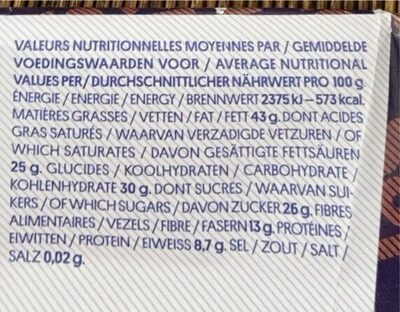 VALEURS NUTRITIONNELLES MOYENNES PAR / GEMIDDELDE
VOEDINGSWAARDEN VOOR / AVERAGE NUTRITIONAL
VALUES PER / DURCHSCHNITTLICHER NÄHRWERT PRO 100 g.
ÉNERGIE / ENERGIE / ENERGY / BRENNWERT 2375 kJ – 573 kcal.
MATIÈRES GRASSES / VETTEN / FAT / FETT 43 g. DONT ACIDES
GRAS SATURÉS / WAARVAN VERZADIGDE VETZUREN / OF
WHICH SATURATES / DAVON GESÄTTIGTE FETTSÄUREN
25 g. GLUCIDES / KOOLHYDRATEN / CARBOHYDRATE /
KOHLENHYDRATE 30 g. DONT SUCRES / WAARVAN SUI-
KERS / OF WHICH SUGARS / DAVON ZUCKER 26 g. FIBRES
ALIMENTAIRES / VEZELS / FIBRE / FASERN 13 g. PROTÉINES /
EIWITTEN / PROTEIN / EIWEISS 8,7 g. SEL / ZOUT / SALT /
SALZ 0,02 g.